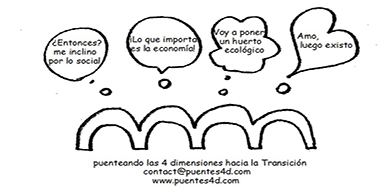 ¿Entonces?
me inclino
por lo social
¡Lo que importa
es la economía!
Voy a poner
un huerto
ecológico
Amo,
luego existo
puenteando las 4 dimensiones hacia la Transición
contact@puentes4d.com
www.puentes4d.com